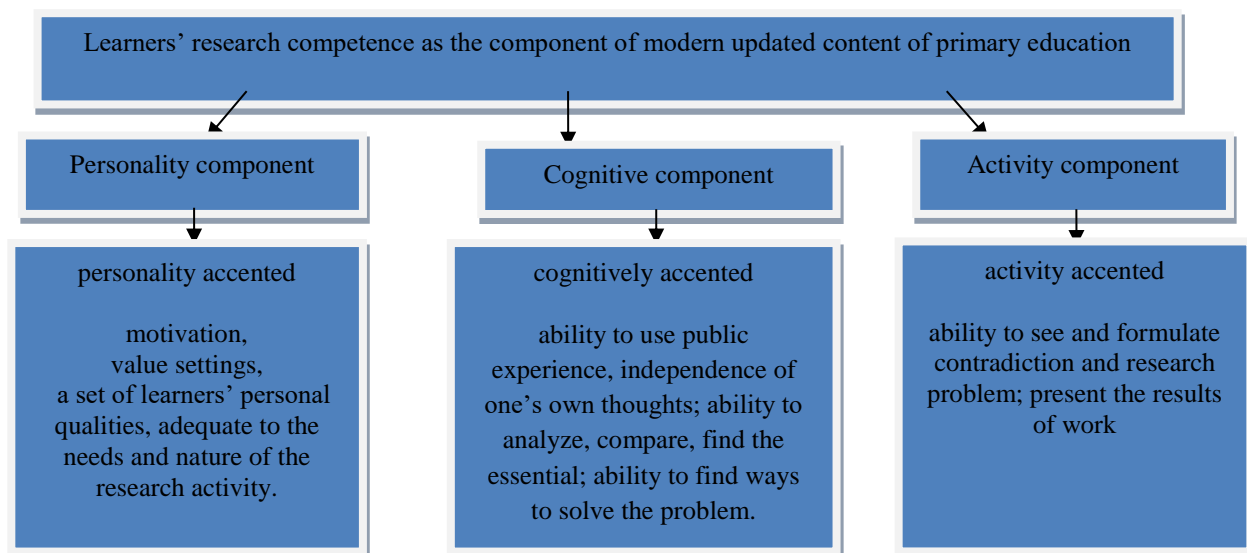 Learners’ research competence as the component of modern updated content of primary education
Personality component
Cognitive component
Activity component
personality accented
motivation,
value settings,
a set of learners’ personal
qualities, adequate to the
needs and nature of the
research activity.
cognitively accented
ability to use public
experience, independence of
one’s own thoughts; ability to
analyze, compare, find the
essential; ability to find ways
to solve the problem.
activity accented
ability to see and formulate
contradiction and research
problem; present the results
of work